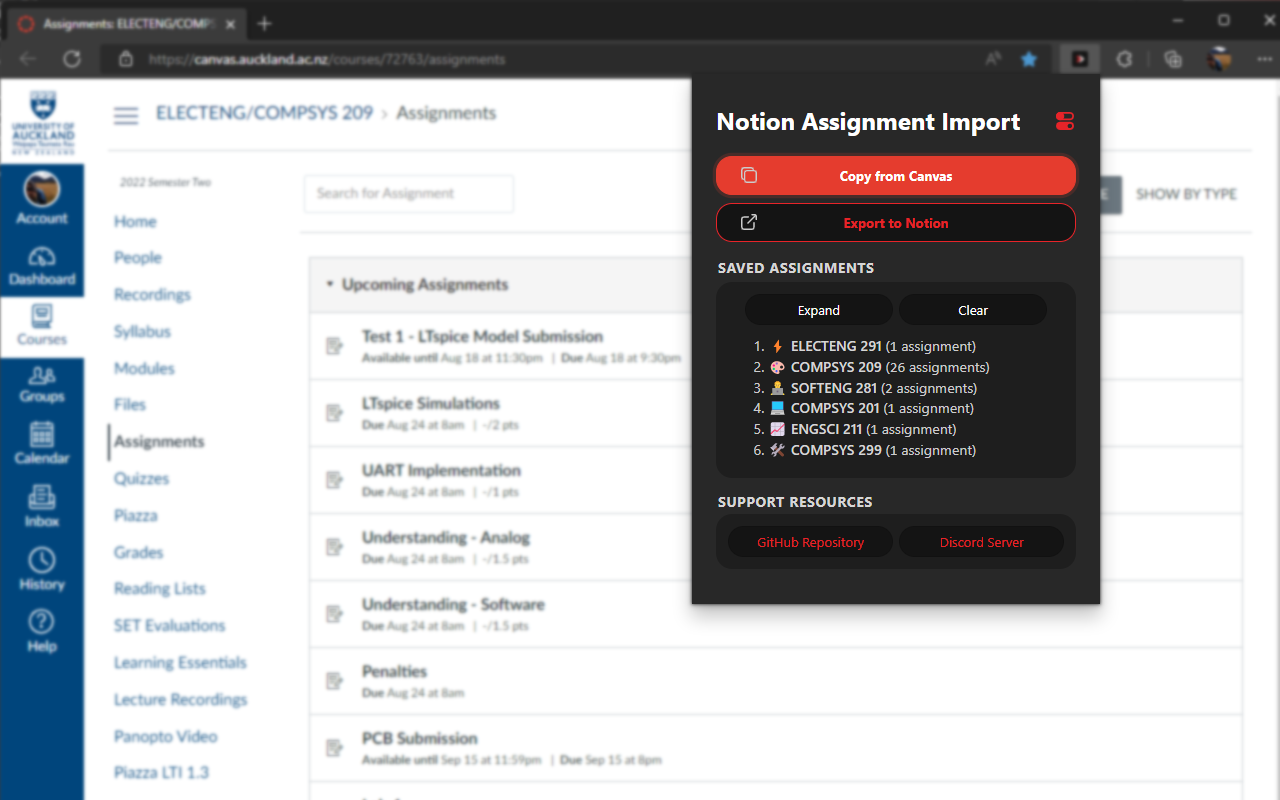 Assignments: ELECTENG/COMPS
https://canvas.auckland.ac.nz/courses/72763/assignments
UNIVERSITY OF
AUCKLAND
NEW ZEALAND
Account
Dashboard
Courses
Groups
Calendar
Inbox
History
Help
ELECTENG/COMPSYS 209 › Assignments
2022 Semester Two
Home
People
Recordings
Syllabus
Modules
Files
Assignments
Quizzes
Piazza
Grades
Reading Lists
SET Evaluations
Learning Essentials
Lecture Recordings
Panopto Video
Piazza LTI 1.3
Search for Assignment
E
SHOW BY TYPE
Upcoming Assignments
Test 1 - LTspice Model Submission
Available until Aug 18 at 11:30pm | Due Aug 18 at 9:30pm
LTspice Simulations
Due Aug 24 at 8am | -/2 pts
UART Implementation
Due Aug 24 at 8am | -/1 pts
Understanding - Analog
Due Aug 24 at 8am | -/1.5 pts
Understanding - Software
Due Aug 24 at 8am | -/1.5 pts
Penalties
Due Aug 24 at 8am
PCB Submission
Available until Sep 15 at 11:59pm | Due Sep 15 at 8pm
Notion Assignment Import
Copy from Canvas
Export to Notion
SAVED ASSIGNMENTS
Expand
Clear
1. ⚡ ELECTENG 291 (1 assignment)
2. 🎨 COMPSYS 209 (26 assignments)
3. 👨‍💻 SOFTENG 281 (2 assignments)
4. 💻 COMPSYS 201 (1 assignment)
5. 📈 ENGSCI 211 (1 assignment)
6. 🛠 COMPSYS 299 (1 assignment)
SUPPORT RESOURCES
GitHub Repository
Discord Server